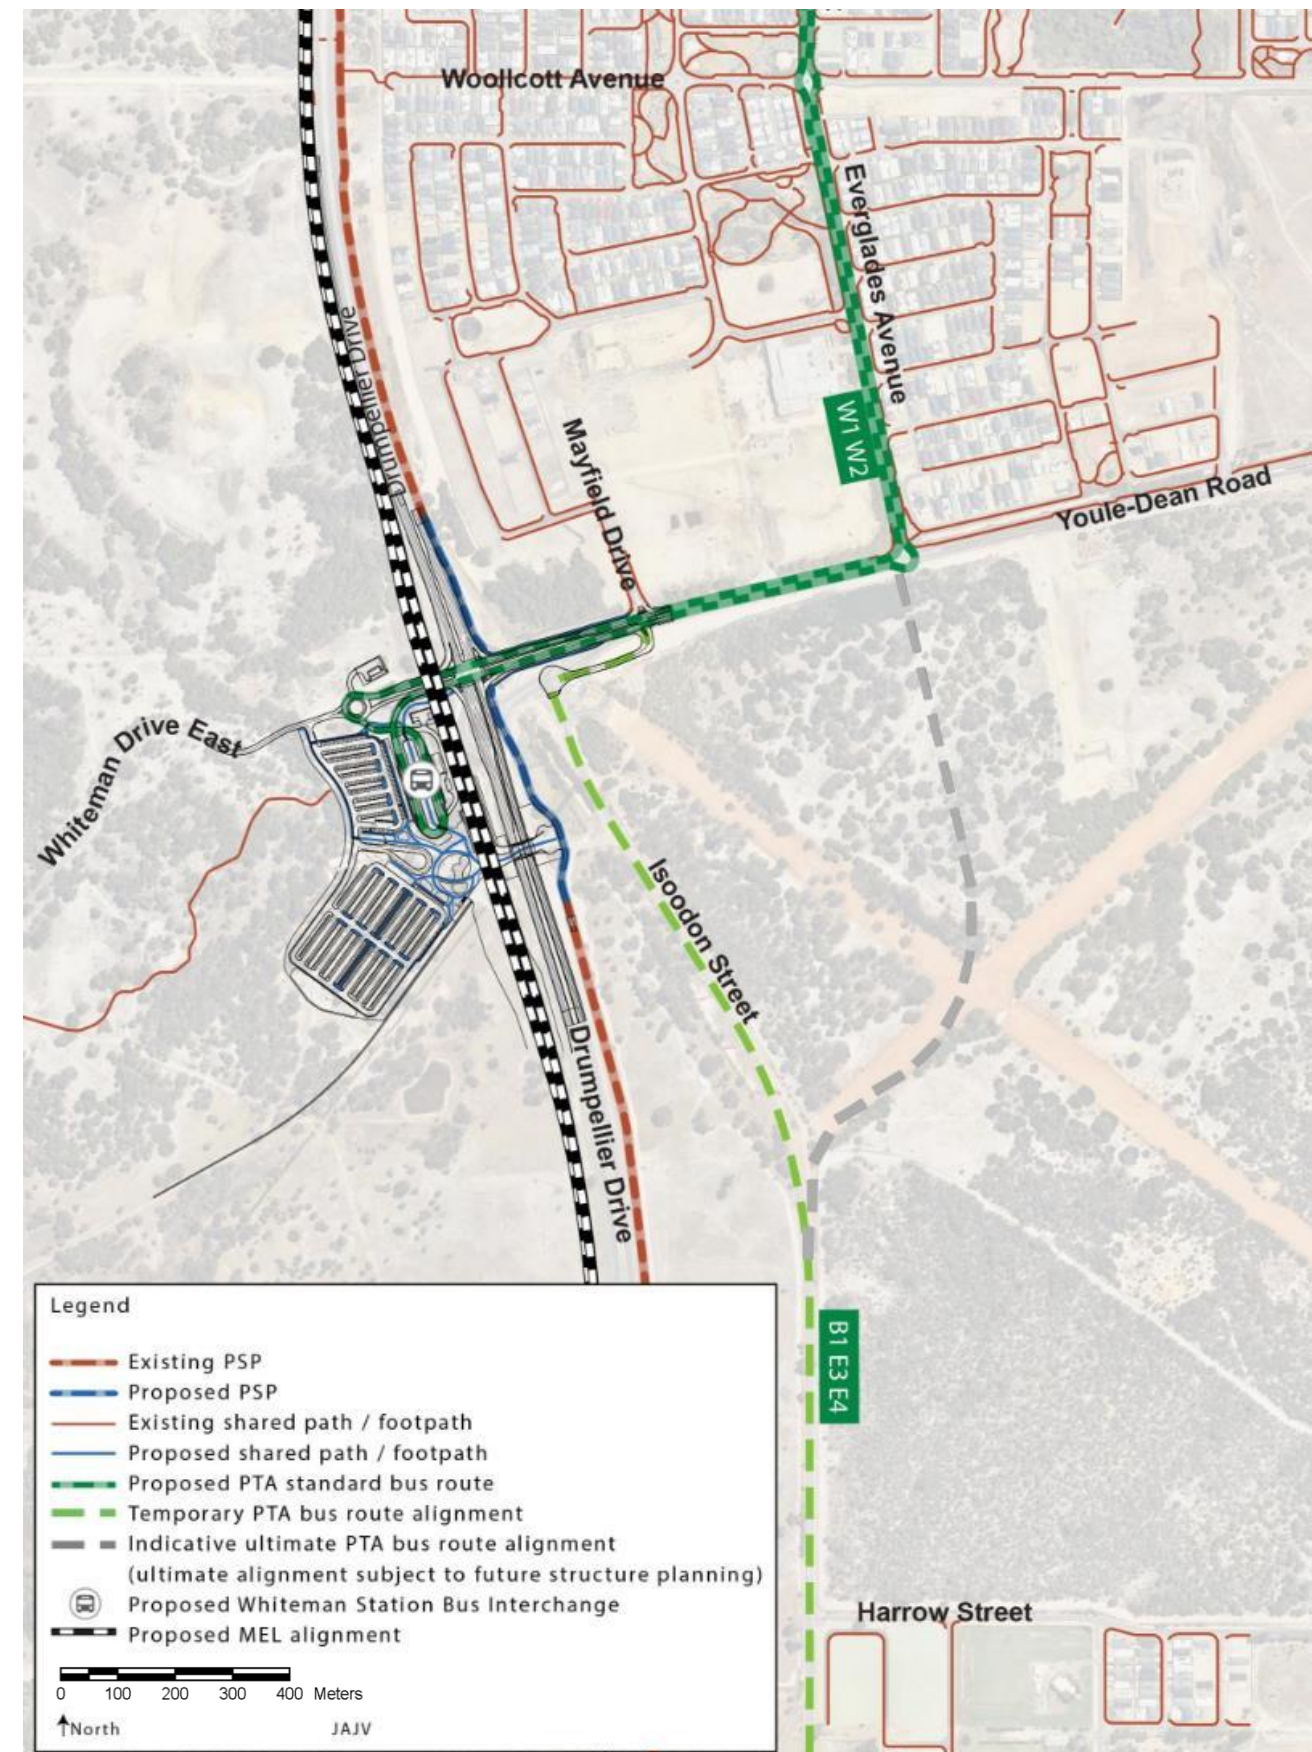 Woollcott Avenue
Everglades Avenue
Drumpellier Drive
W1 W2
Mayfield Drive
Youle-Dean Road
Whiteman Drive East
Isoodon Street
Drumpellier Drive
B1 E3 E4
Harrow Street
Legend
Existing PSP
Proposed PSP
Existing shared path / footpath
Proposed shared path / footpath
Proposed PTA standard bus route
Temporary PTA bus route alignment
Indicative ultimate PTA bus route alignment
(ultimate alignment subject to future structure planning)
Proposed Whiteman Station Bus Interchange
Proposed MEL alignment
0 100 200 300 400 Meters
North JAJV